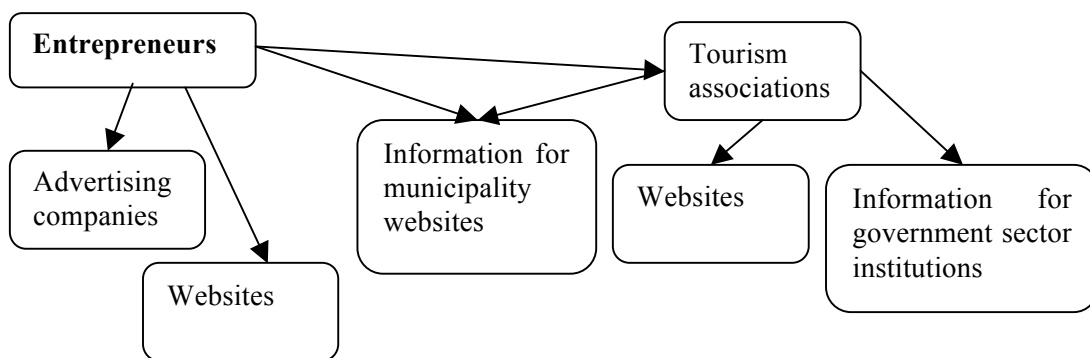 Entrepreneurs
Tourism
associations
Advertising
companies
Websites
Information for
municipality
websites
Websites
Information for
government sector
institutions